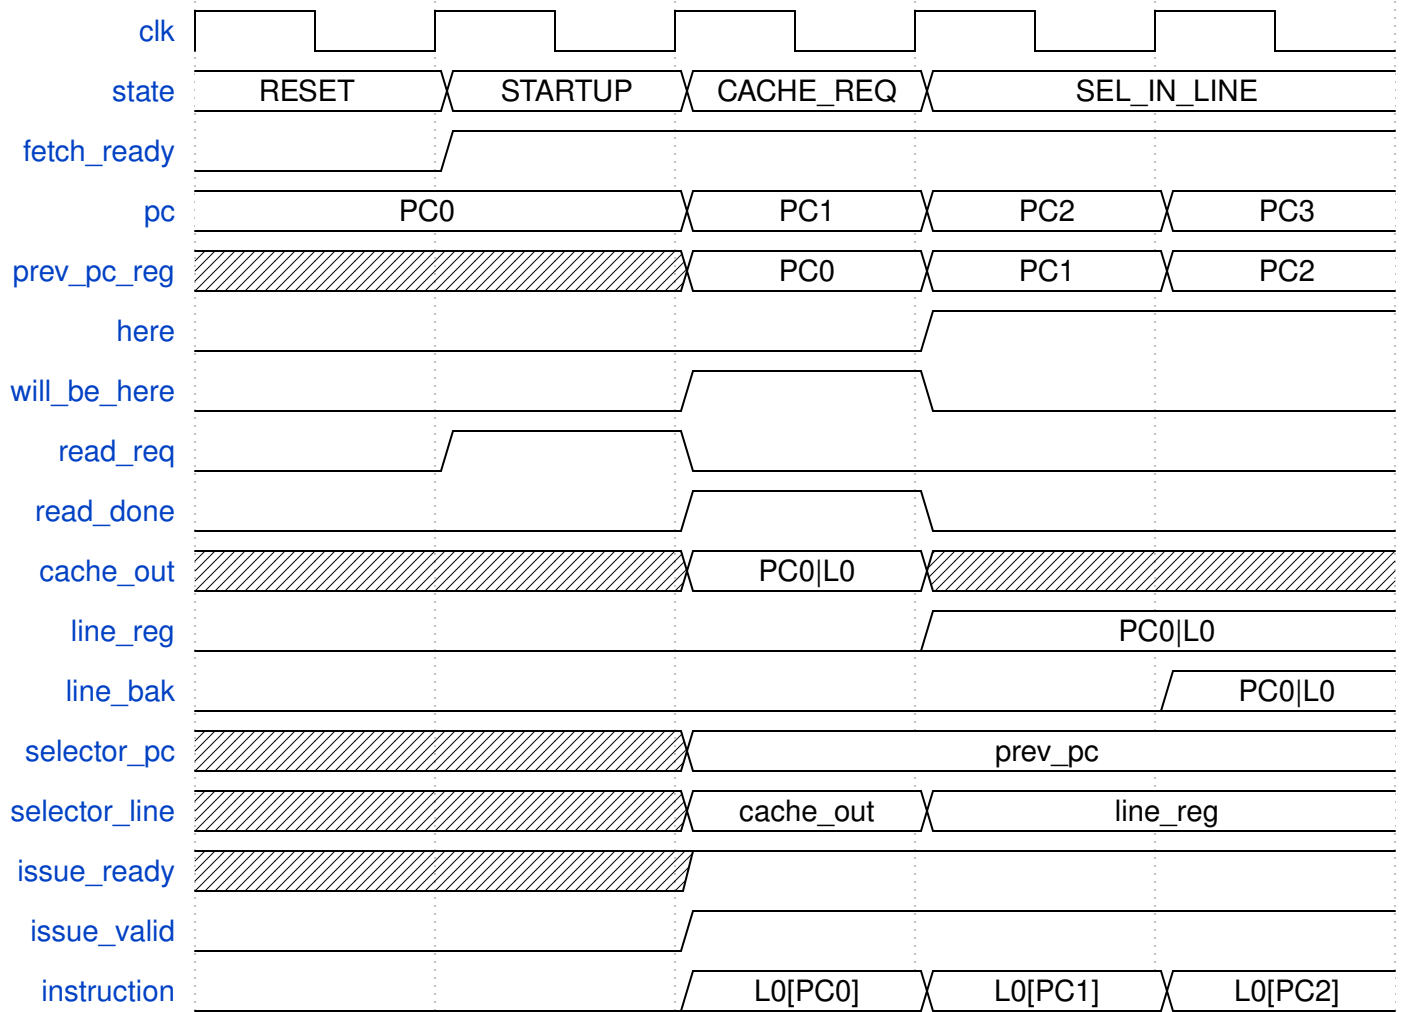 clk
state RESET STARTUP CACHE_REQ SEL_IN_LINE
fetch_ready
pc PC0 PC1 PC2 PC3
prev_pc_reg PC0 PC1 PC2
here
will_be_here
read_req
read_done
cache_out PC0|L0
line_reg PC0|L0
line_bak PC0|L0
selector_pc prev_pc
selector_line cache_out line_reg
issue_ready
issue_valid
instruction L0[PC0] L0[PC1] L0[PC2]